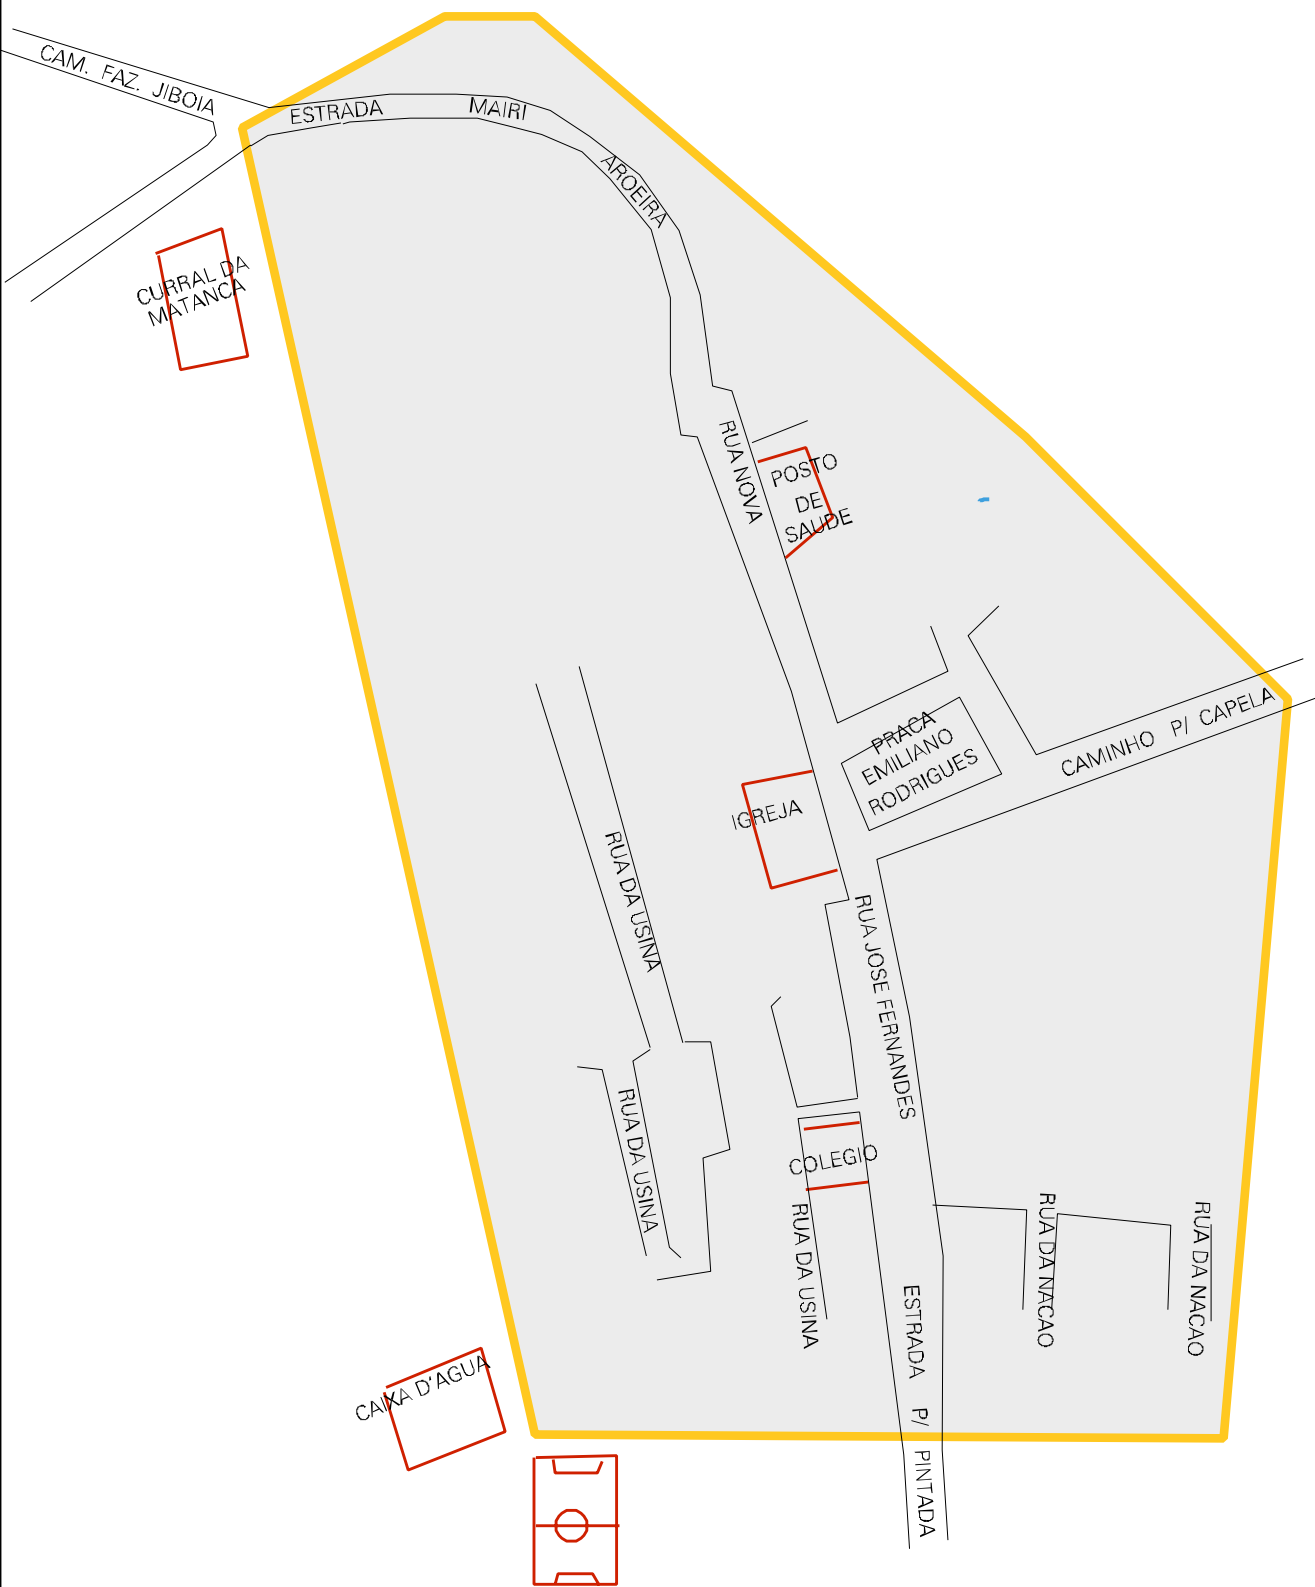 CAM. FAZ. JIBOIA
ESTRADA MAIRI
AROEIRA
CURRAL DA
MATANCA
RUA NOVA
POSTO
DE
SAUDE
PRACA
EMILIANO
RODRIGUES
CAMINHO P/ CAPELA
IGREJA
RUA DA USINA
RUA JOSE FERNANDES
RUA DA USINA
COLEGIO
RUA DA USINA
RUA DA NACAO
RUA DA NACAO
ESTRADA P/ PINTADA
CAIXA D'AGUA